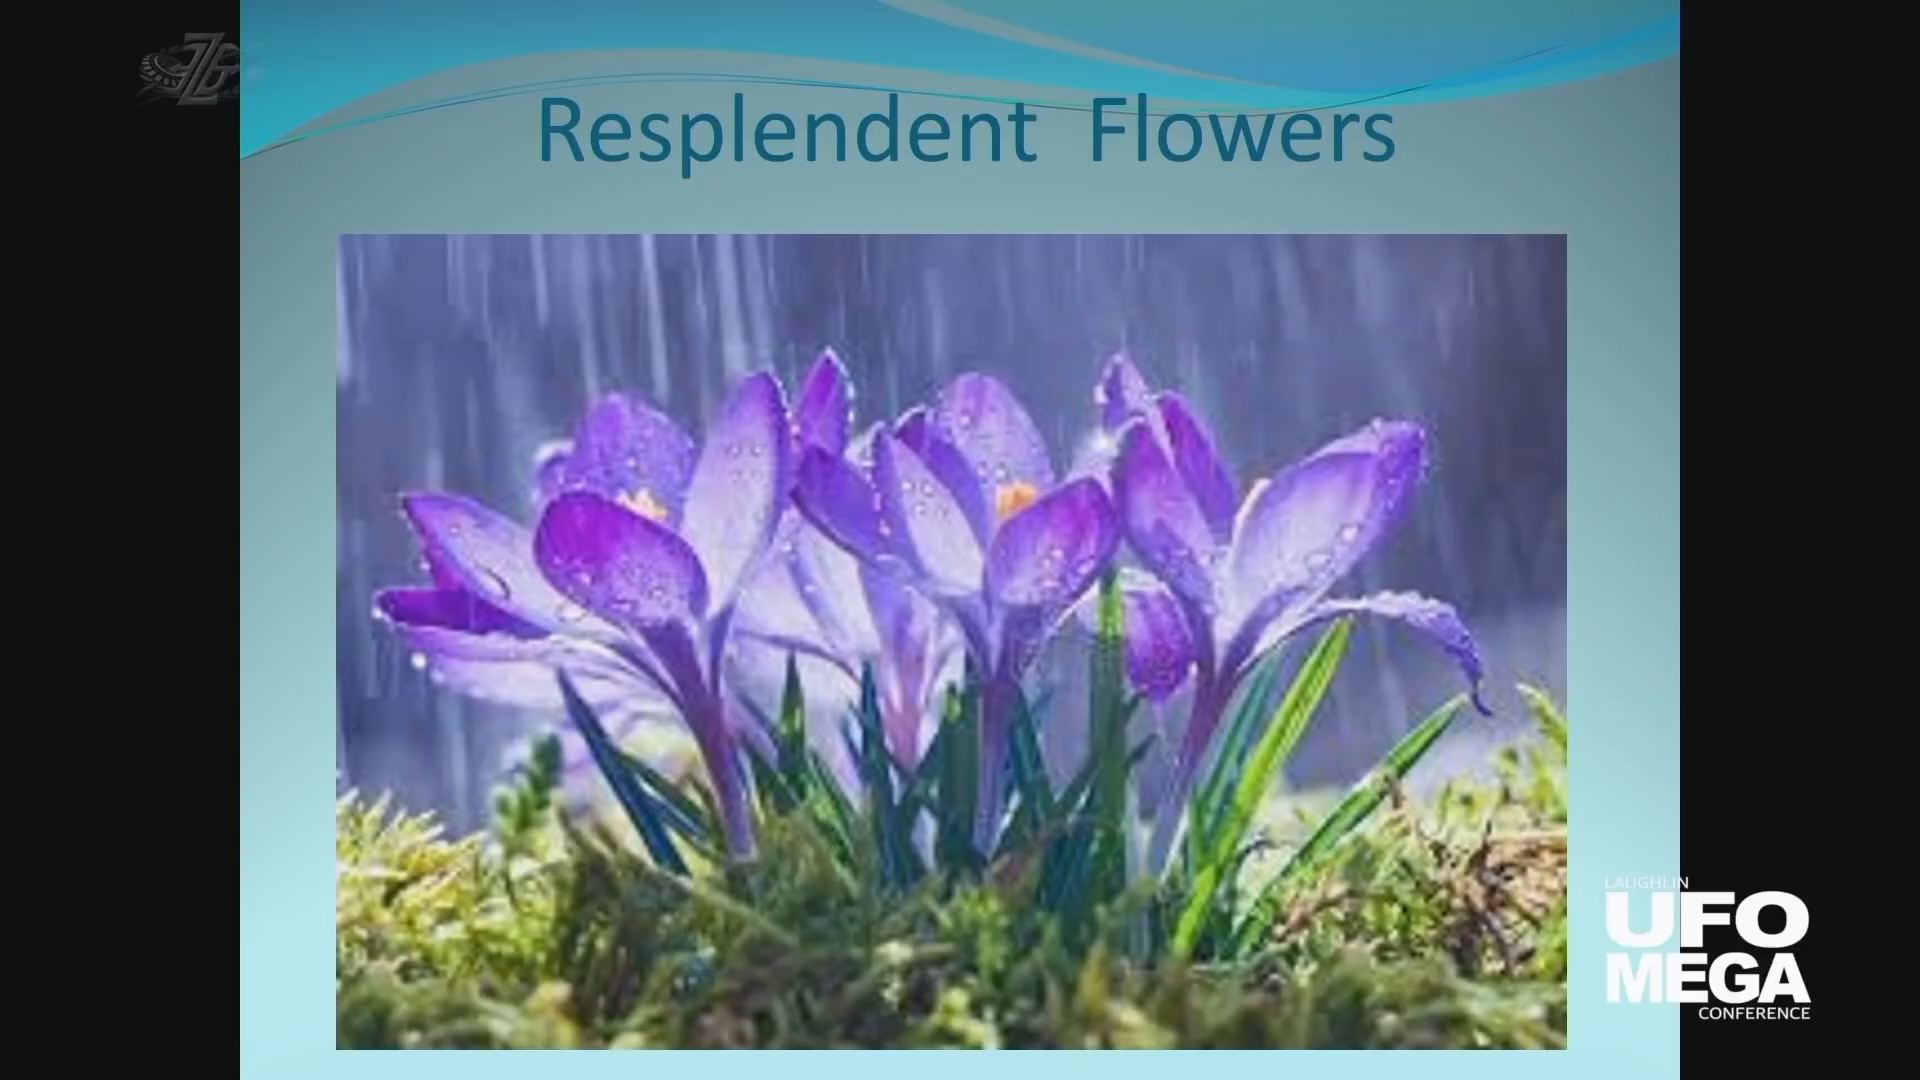 Resplendent Flowers
LAUGHLIN
UFO
MEGA
CONFERENCE